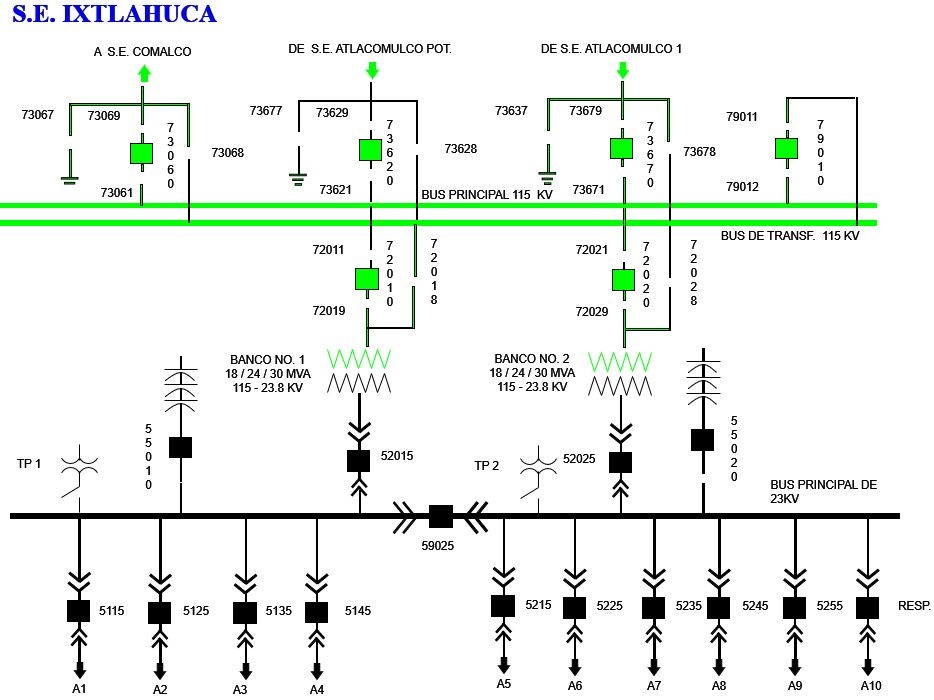 S.E. IXTLAHUCA
A S.E. COMALCO
DE S.E. ATLACOMULCO POT.
DE S.E. ATLACOMULCO 1
73067
73069
73060
73068
73061
73677
73629
73620
73628
73621
73637
73679
73670
73678
73671
79011
79010
79012
BUS PRINCIPAL 115 KV
BUS DE TRANSF. 115 KV
72011
72010
72018
72019
72021
72020
72028
72029
BANCO NO. 1
18 / 24 / 30 MVA
115 - 23.8 KV
BANCO NO. 2
18 / 24 / 30 MVA
115 - 23.8 KV
55010
55020
TP 1
52015
TP 2
52025
BUS PRINCIPAL DE
23KV
59025
5115
5125
5135
5145
5215
5225
5235
5245
5255
RESP.
A1
A2
A3
A4
A5
A6
A7
A8
A9
A10